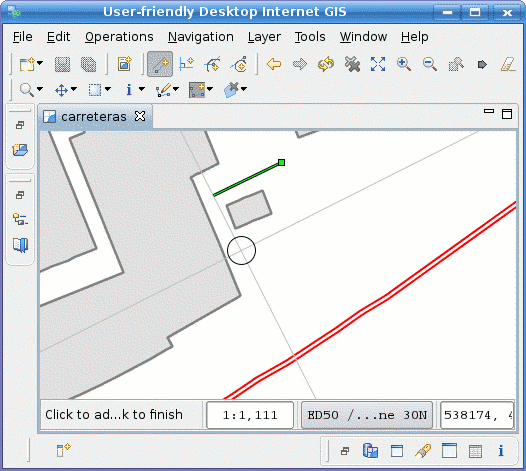 User-friendly Desktop Internet GIS
File Edit Operations Navigation Layer Tools Window Help
carreteras
Click to ad...k to finish
1:1,111
ED50 /...ne 30N
538174, 4